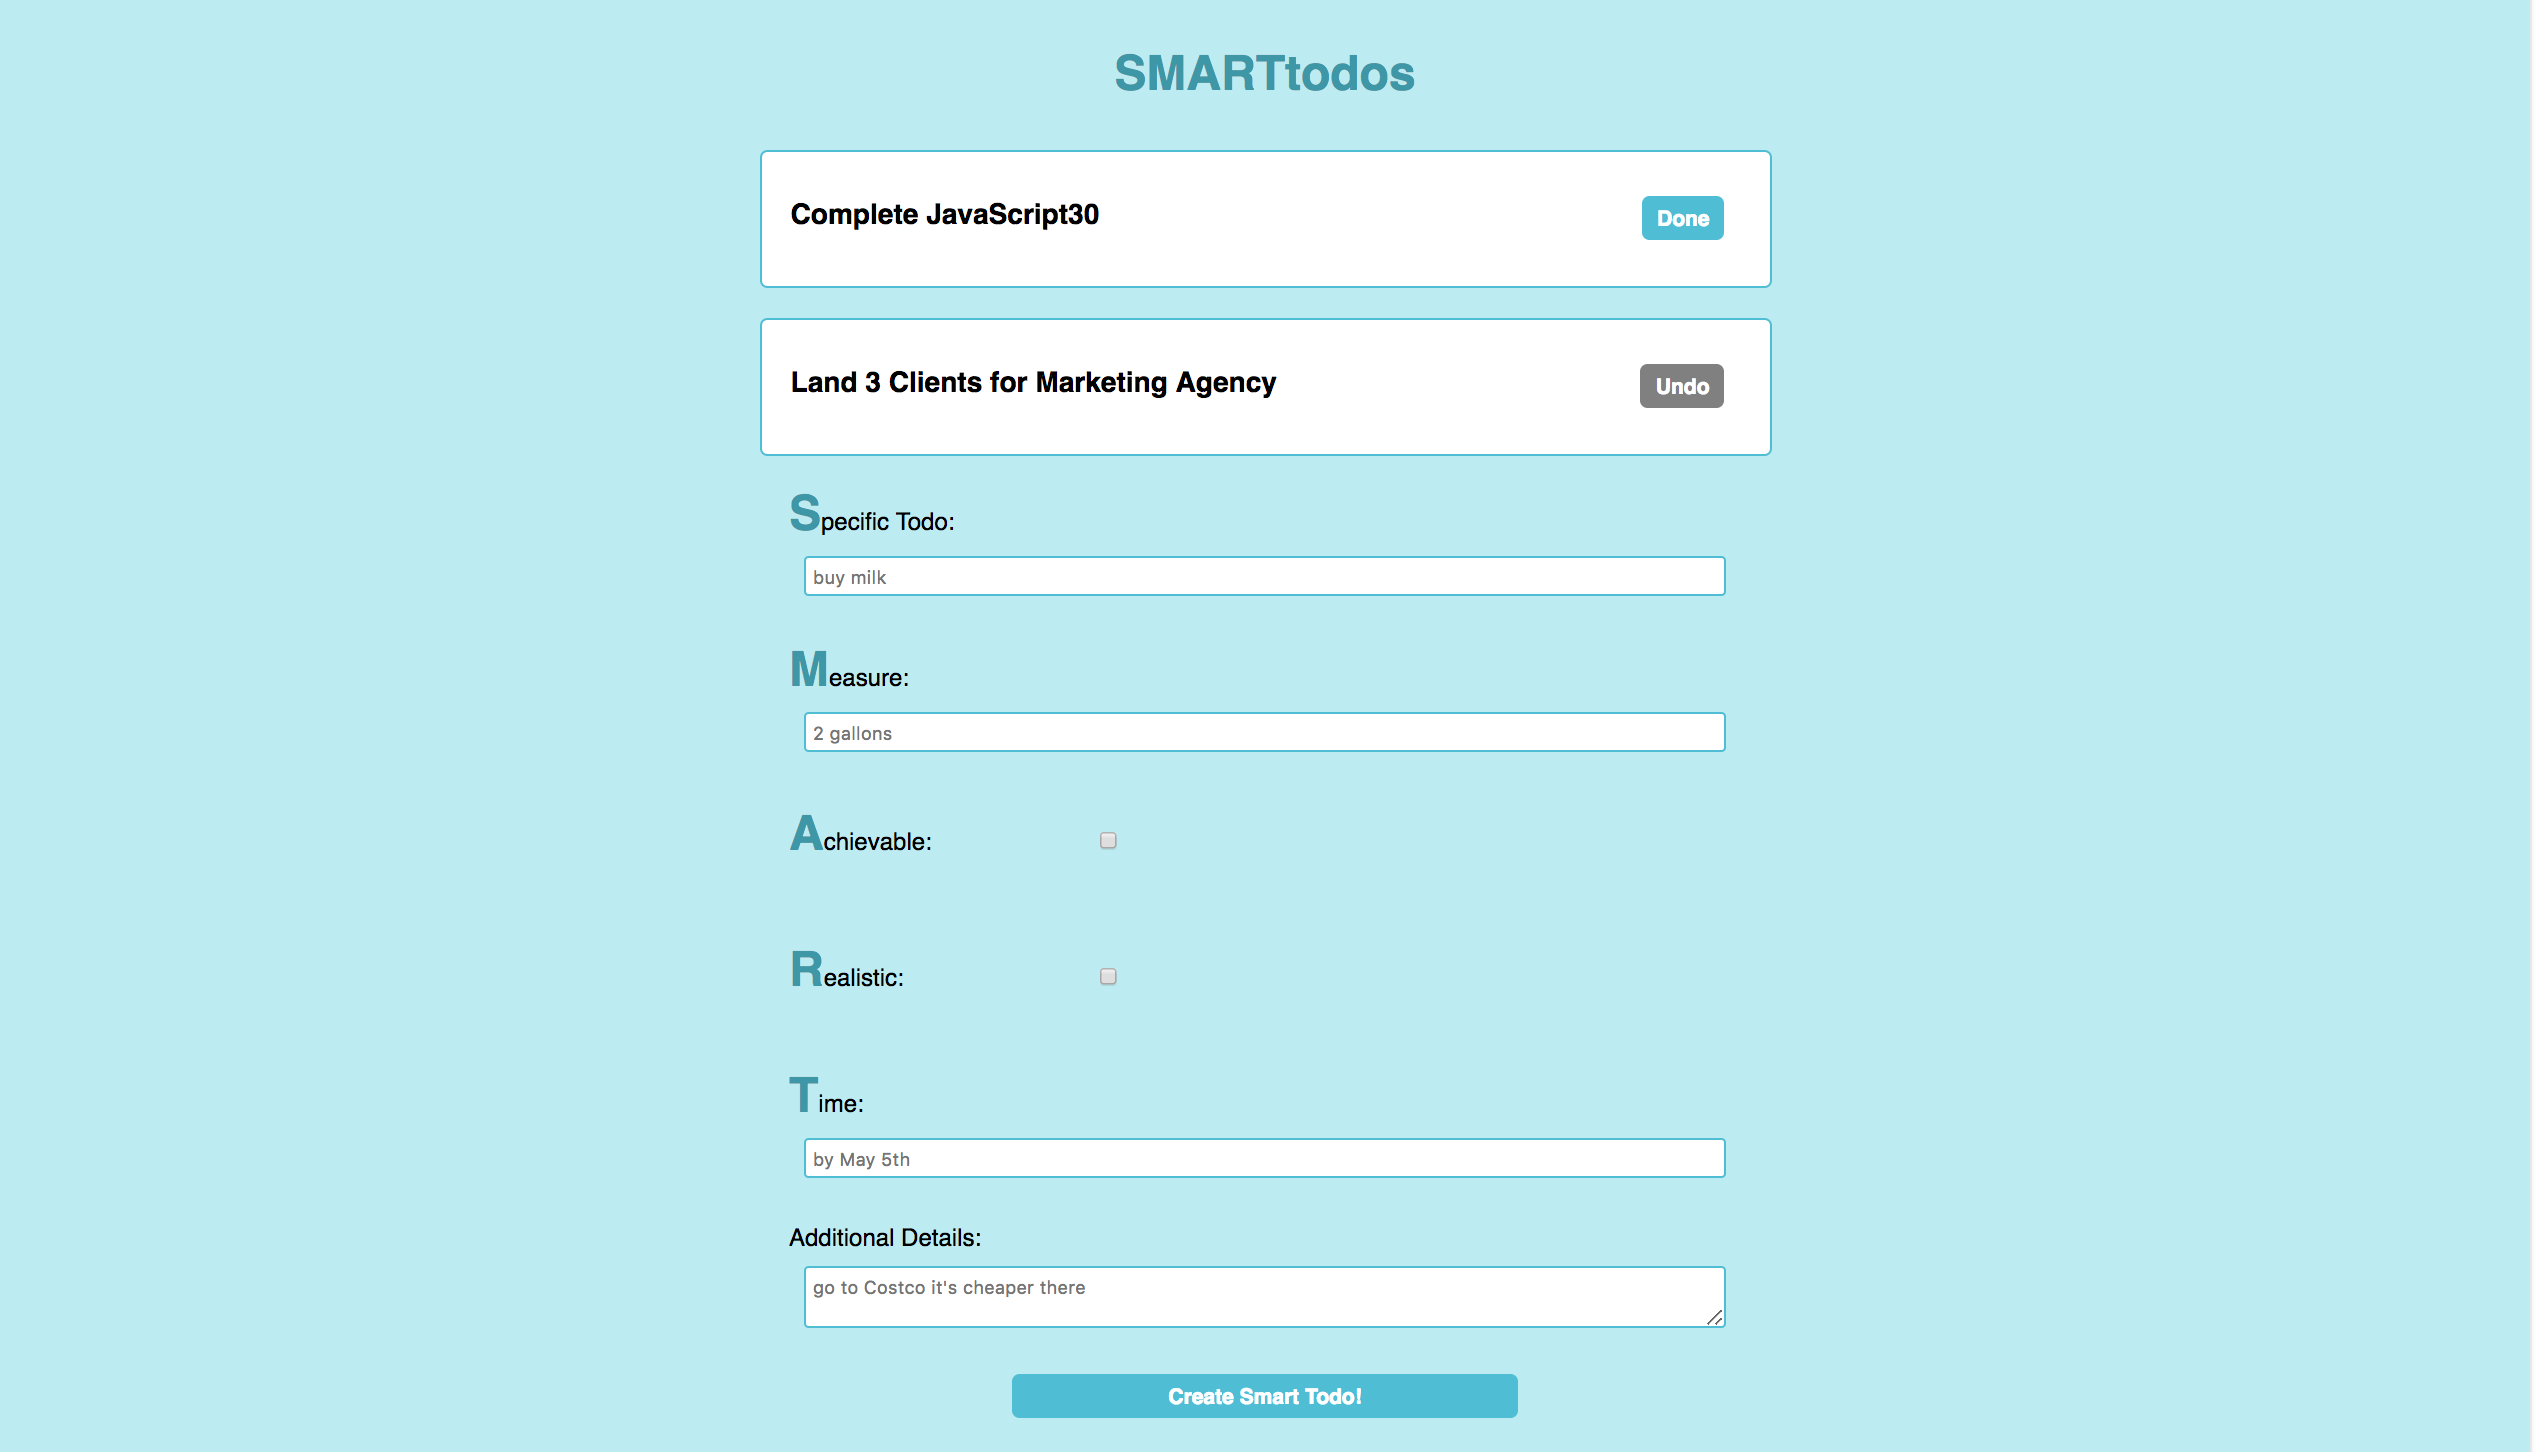 SMARTtodos
Complete JavaScript30
Done
Land 3 Clients for Marketing Agency
Undo
Specific Todo:
buy milk
Measure:
2 gallons
Achievable:
Realistic:
Time:
by May 5th
Additional Details:
go to Costco it's cheaper there
Create Smart Todo!